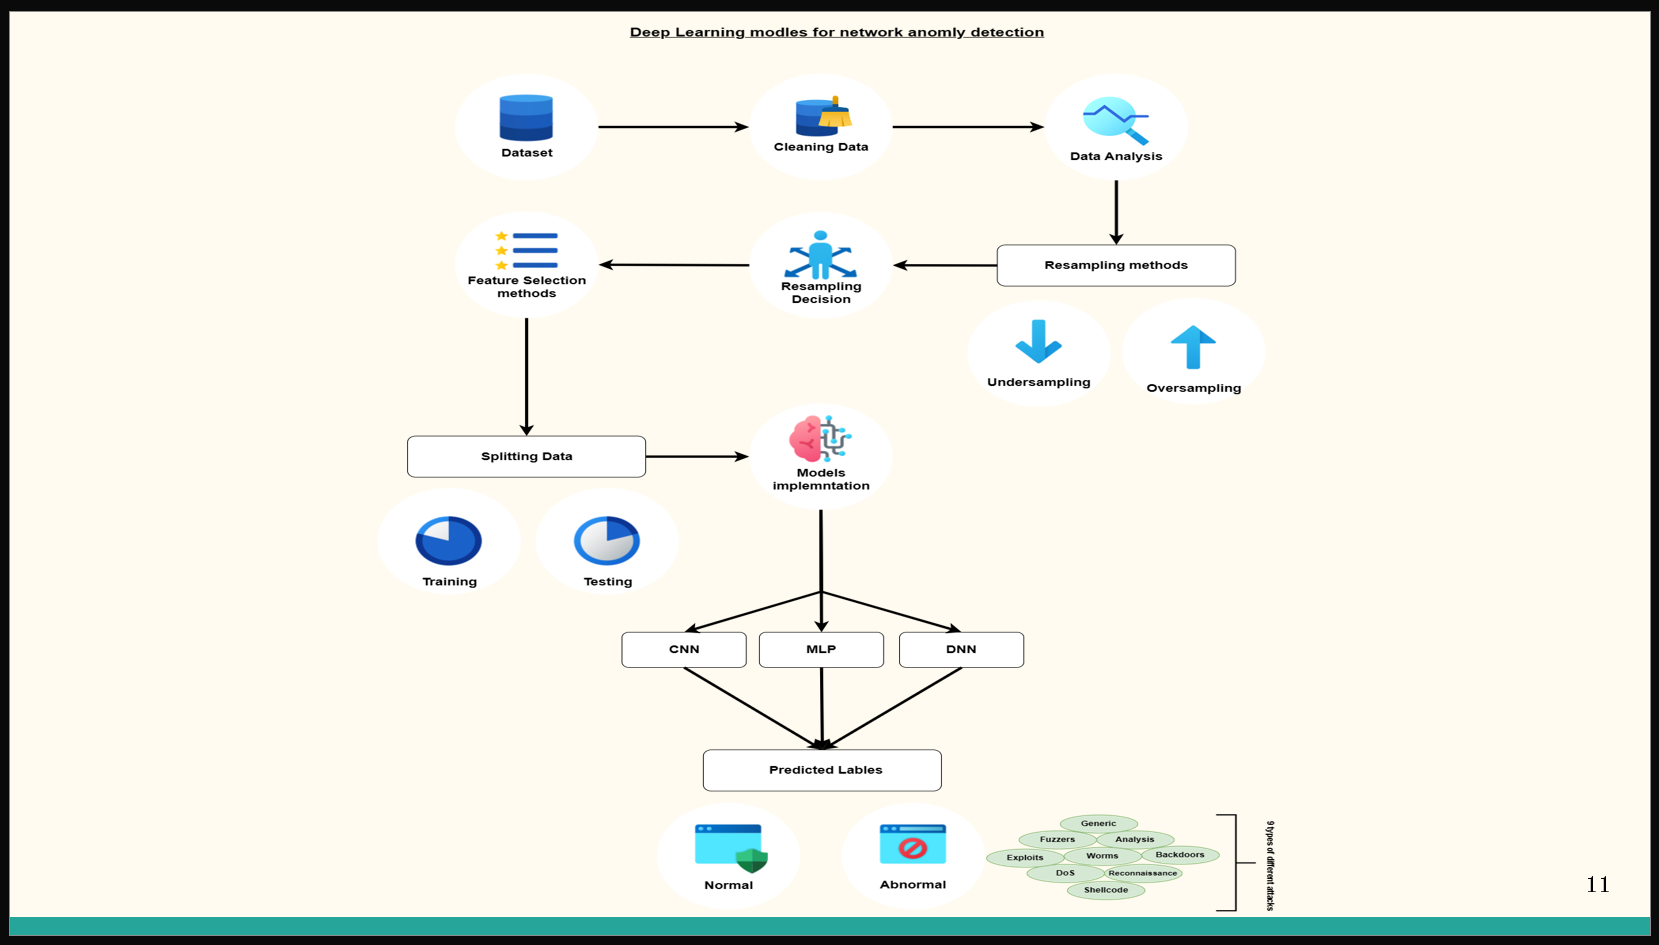 Deep Learning modles for network anomly detection
Dataset
Cleaning Data
Data Analysis
Feature Selection
methods
Resampling
Decision
Resampling methods
Undersampling
Oversampling
Splitting Data
Models
implemntation
Training
Testing
CNN
MLP
DNN
Predicted Lables
Normal
Abnormal
Generic
Fuzzers
Analysis
Exploits
Worms
Backdoors
DoS
Reconnaissance
Shellcode
9 types of different attacks
11